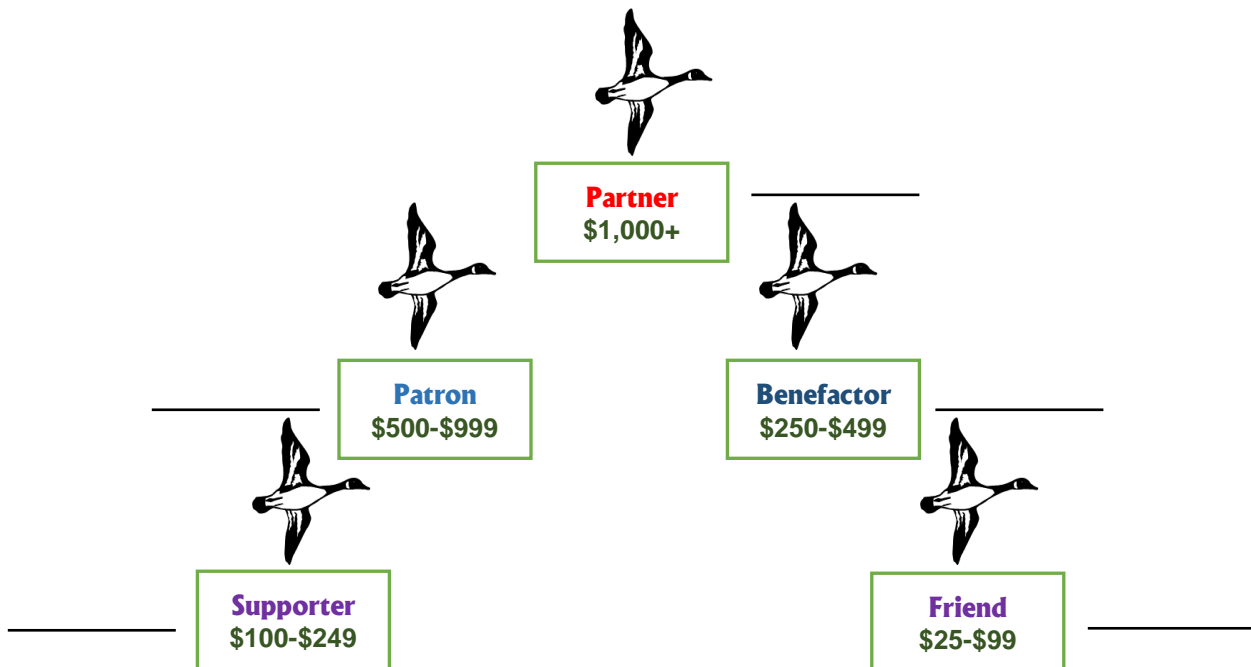 Partner
$1,000+
Patron
$500-$999
Benefactor
$250-$499
Supporter
$100-$249
Friend
$25-$99